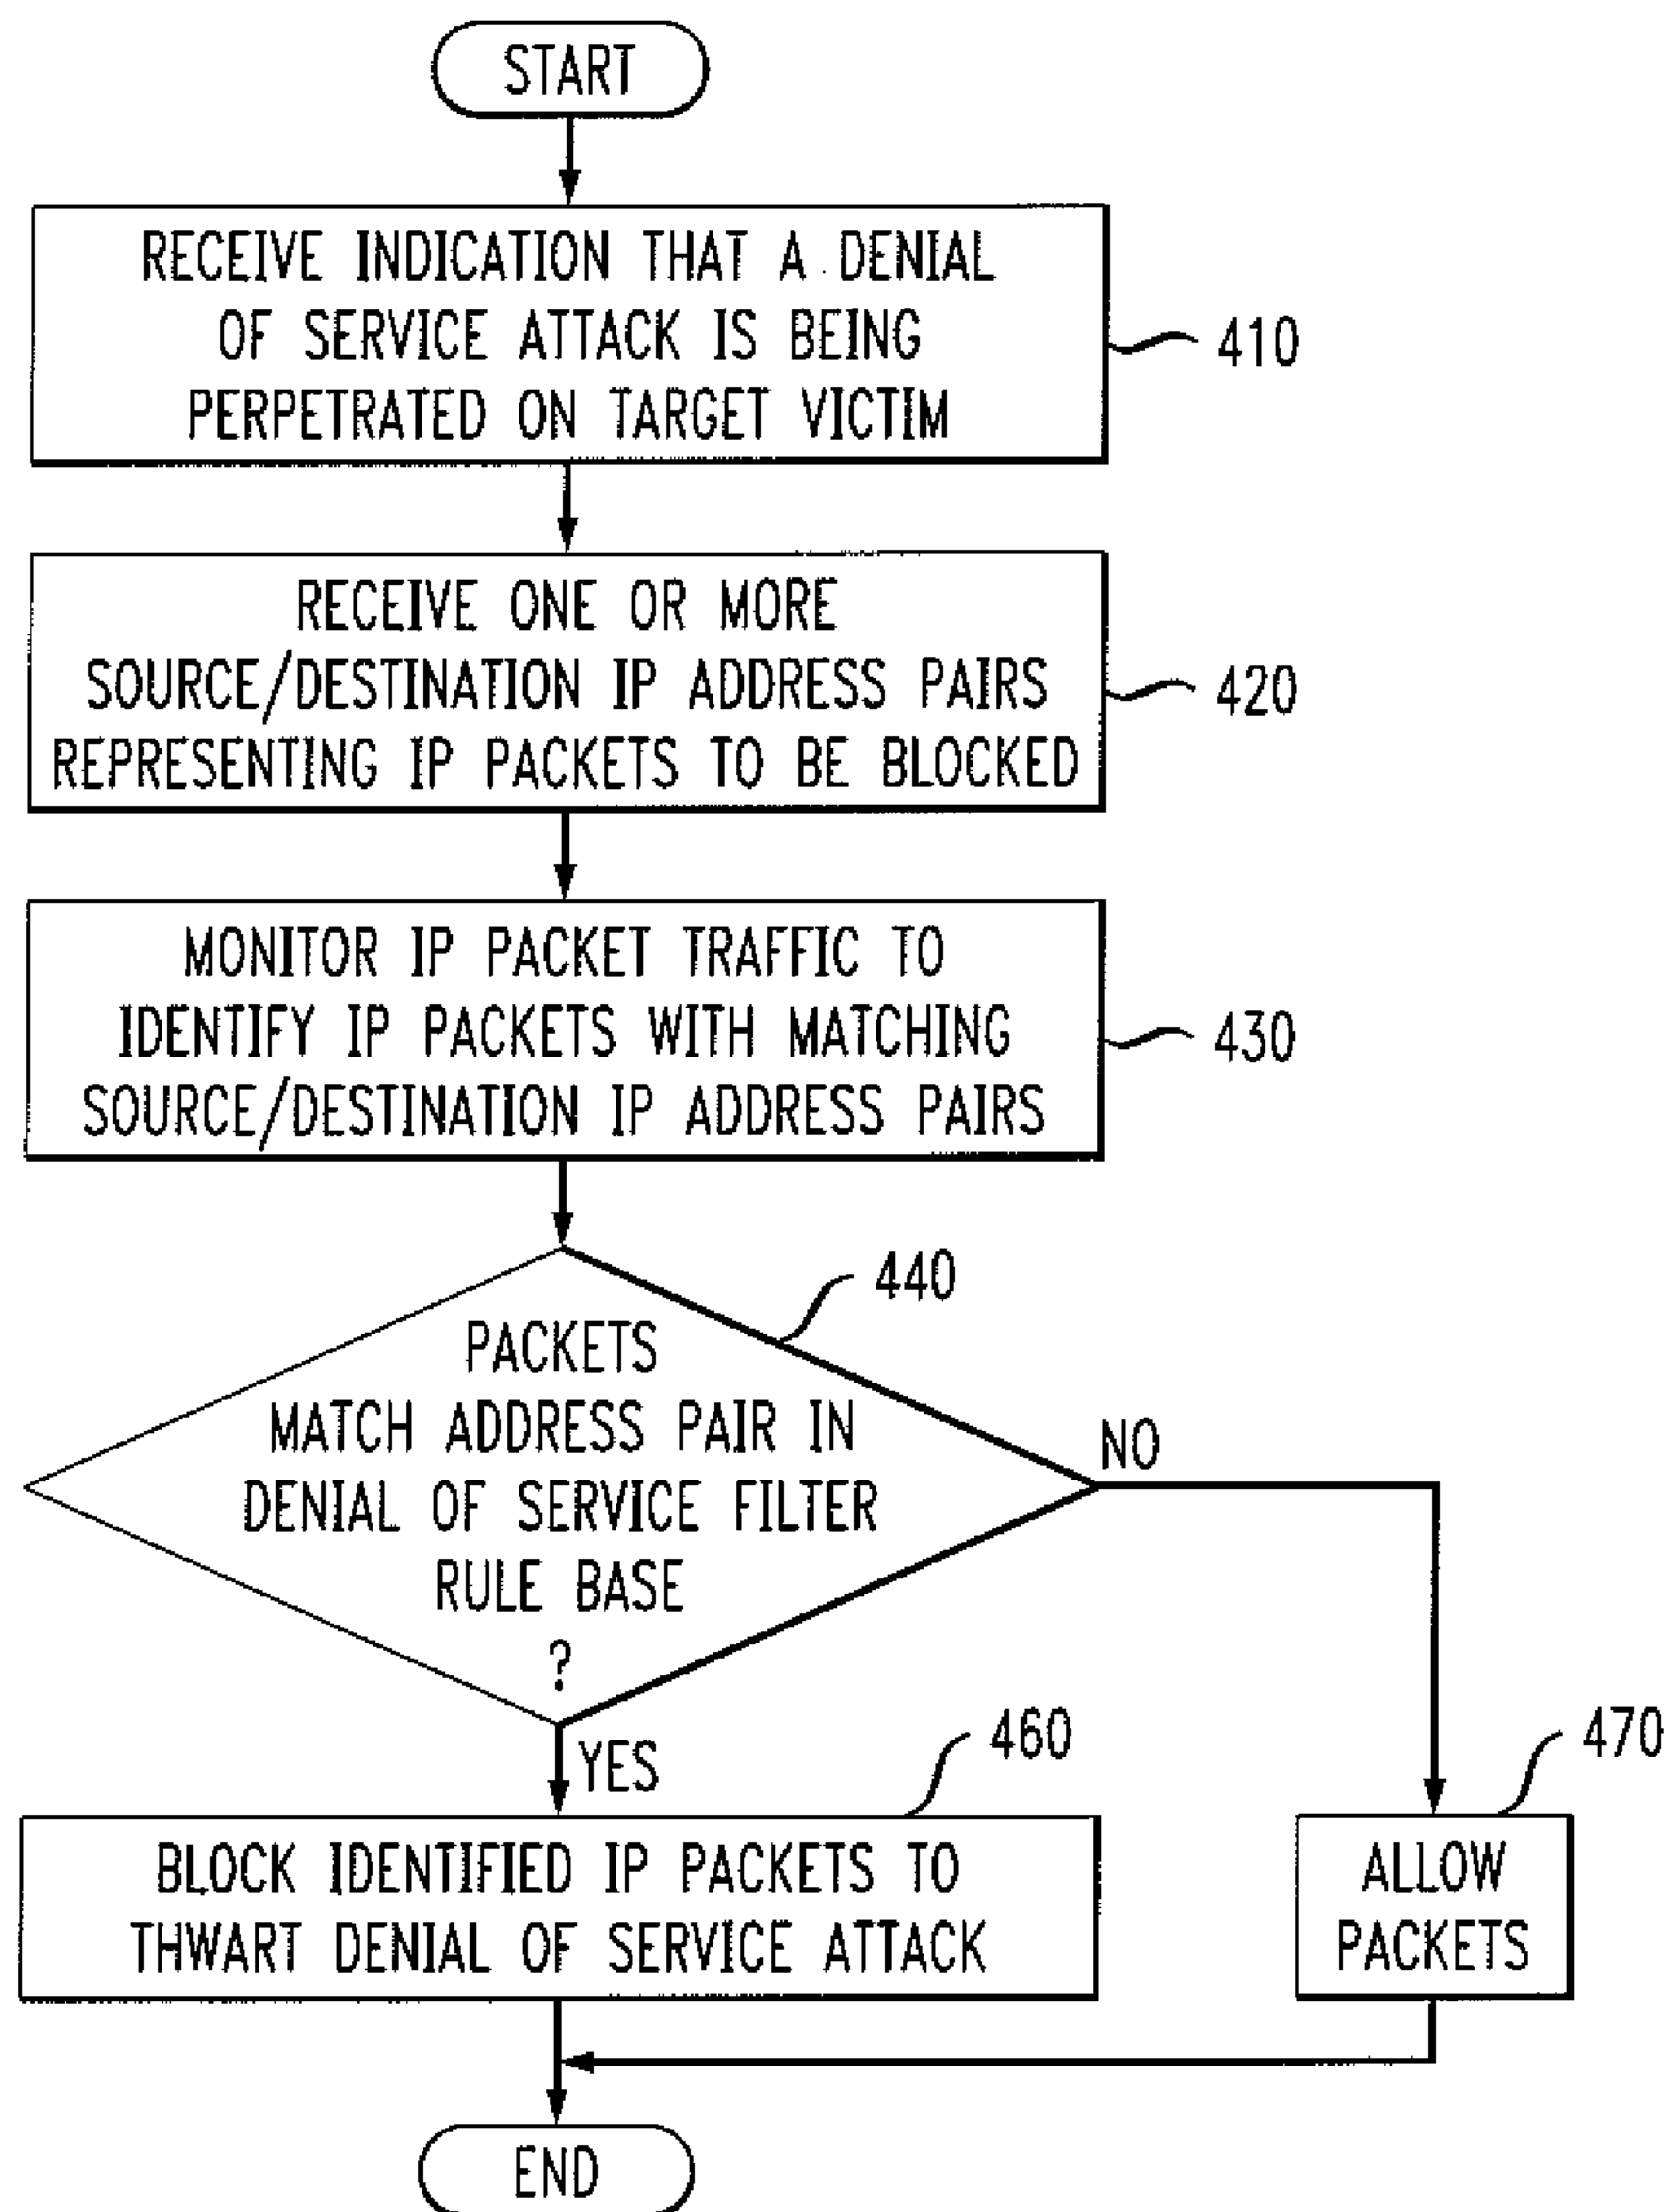 START
RECEIVE INDICATION THAT A DENIAL
OF SERVICE ATTACK IS BEING
PERPETRATED ON TARGET VICTIM
410
RECEIVE ONE OR MORE
SOURCE/DESTINATION IP ADDRESS PAIRS
REPRESENTING IP PACKETS TO BE BLOCKED
420
MONITOR IP PACKET TRAFFIC TO
IDENTIFY IP PACKETS WITH MATCHING
SOURCE/DESTINATION IP ADDRESS PAIRS
430
440
PACKETS
MATCH ADDRESS PAIR IN
DENIAL OF SERVICE FILTER
RULE BASE
?
NO
YES
460
BLOCK IDENTIFIED IP PACKETS TO
THWART DENIAL OF SERVICE ATTACK
470
ALLOW
PACKETS
END